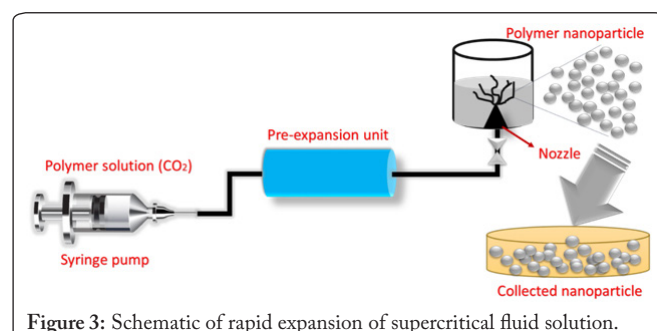 Polymer nanoparticle
Pre-expansion unit
Nozzle
Polymer solution (CO₂)
Syringe pump
Collected nanoparticle
Figure 3: Schematic of rapid expansion of supercritical fluid solution.